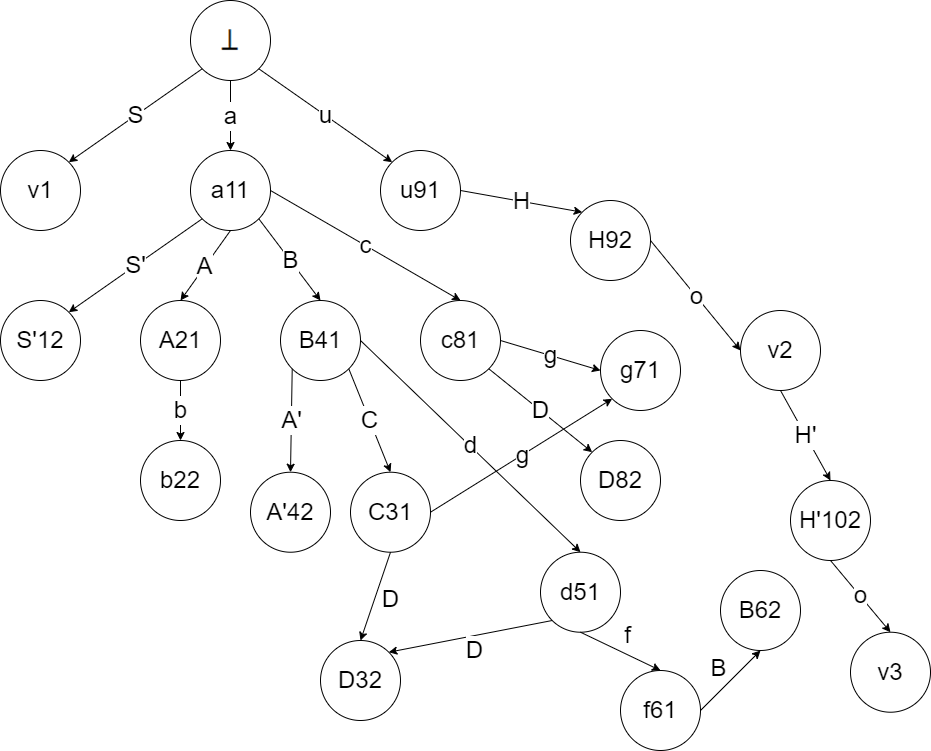 ⊥
S
a
u
v1
a11
u91
H
H92
S'
A
B
c
o
S'12
A21
B41
c81
g
g71
v2
b
A'
C
d
D
g
H'
b22
A'42
C31
D82
H'102
D
d51
o
B62
D
f
D32
B
v3
f61